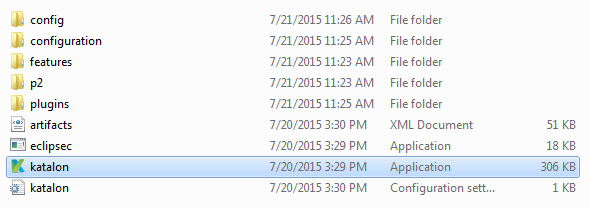 config 7/21/2015 11:26 AM File folder
configuration 7/21/2015 11:25 AM File folder
features 7/21/2015 11:23 AM File folder
p2 7/21/2015 11:23 AM File folder
plugins 7/21/2015 11:25 AM File folder
artifacts 7/20/2015 3:30 PM XML Document 51 KB
eclipsec 7/20/2015 3:29 PM Application 18 KB
katalon 7/20/2015 3:29 PM Application 306 KB
katalon 7/20/2015 3:30 PM Configuration sett... 1 KB